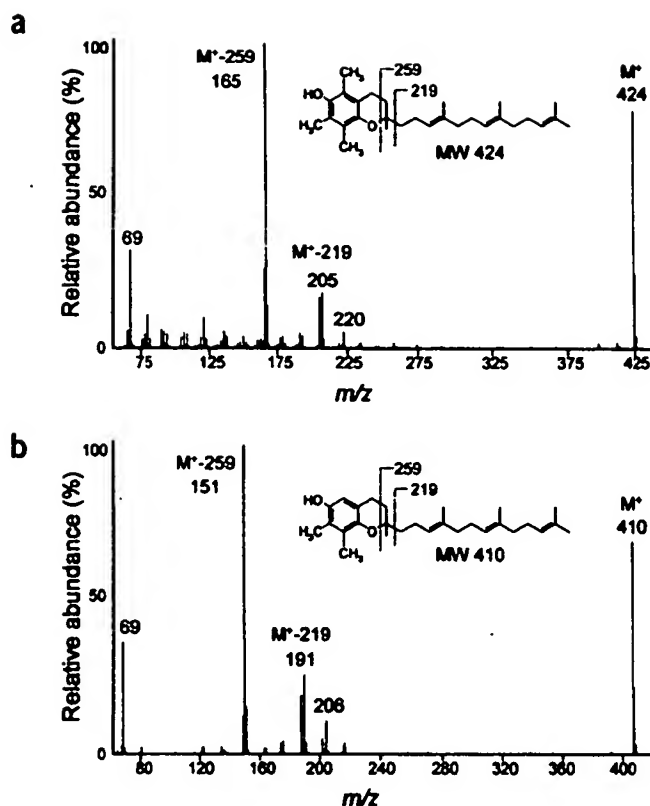 a
Relative abundance (%)
100
50
0
M⁺-259
165
69
M⁺-219
205
220
M⁺
424
CH₃
HO
H₃C
O
CH₃
259
219
MW 424
75 125 175 225 275 325 375 425
m/z
b
Relative abundance (%)
100
50
0
M⁺-259
151
69
M⁺-219
191
206
M⁺
410
HO
H₃C
O
CH₃
259
219
MW 410
80 120 160 200 240 280 320 360 400
m/z